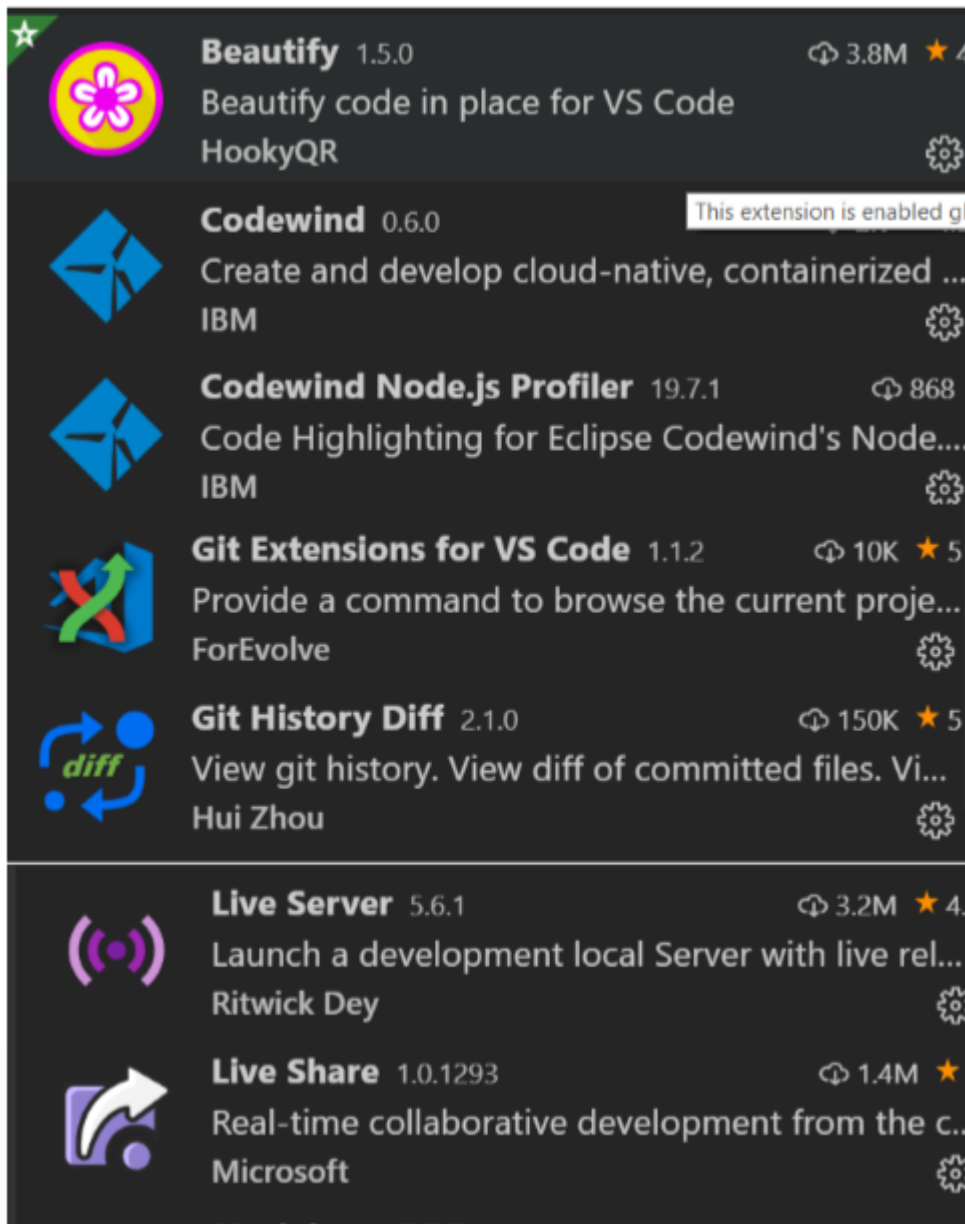 Beautify 1.5.0 3.8M 4
Beautify code in place for VS Code
HookyQR
This extension is enabled gl
Codewind 0.6.0
Create and develop cloud-native, containerized ...
IBM
Codewind Node.js Profiler 19.7.1 868
Code Highlighting for Eclipse Codewind's Node....
IBM
Git Extensions for VS Code 1.1.2 10K 5
Provide a command to browse the current proje...
ForEvolve
Git History Diff 2.1.0 150K 5
diff
View git history. View diff of committed files. Vi...
Hui Zhou
Live Server 5.6.1 3.2M 4.
Launch a development local Server with live rel...
Ritwick Dey
Live Share 1.0.1293 1.4M
Real-time collaborative development from the c...
Microsoft